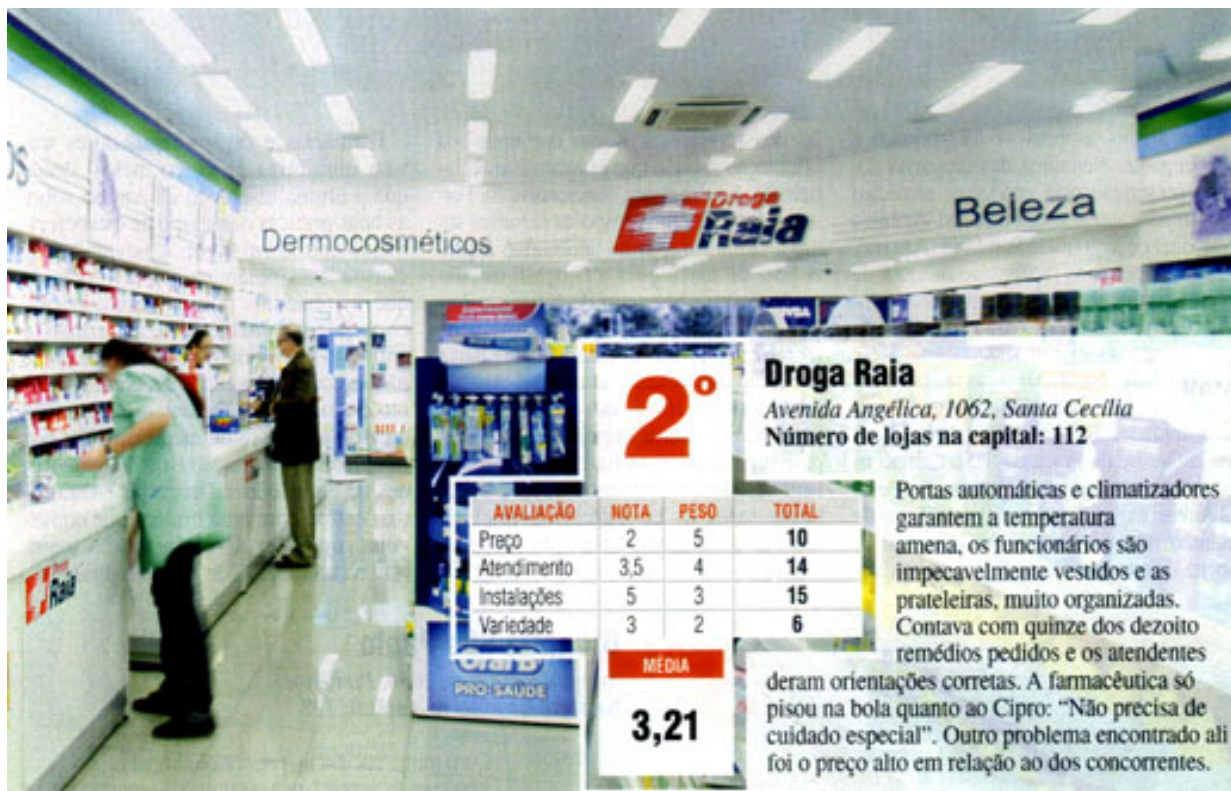 OS
Dermocosméticos
Droga
Raia
Beleza
VISA
2º
Droga Raia
Avenida Angélica, 1062, Santa Cecília
Número de lojas na capital: 112
AVALIAÇÃO NOTA PESO TOTAL
Preço 2 5 10
Atendimento 3,5 4 14
Instalações 5 3 15
Variedade 3 2 6
MÉDIA
3,21
Portas automáticas e climatizadores
garantem a temperatura
amena, os funcionários são
impecavelmente vestidos e as
prateleiras, muito organizadas.
Contava com quinze dos dezoito
remédios pedidos e os atendentes
deram orientações corretas. A farmacêutica só
pisou na bola quanto ao Cipro: “Não precisa de
cuidado especial”. Outro problema encontrado ali
foi o preço alto em relação ao dos concorrentes.
Droga
Raia
Oral-B
PRÓ-SAÚDE